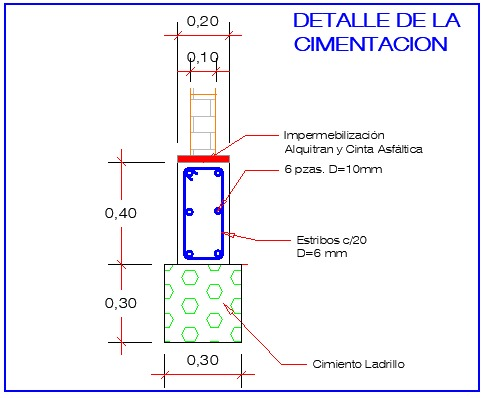 DETALLE DE LA
CIMENTACION
0,20
0,10
Impermebilización
Alquitran y Cinta Asfáltica
6 pzas. D=10mm
0,40
Estribos c/20
D=6 mm
0,30
0,30
Cimiento Ladrillo